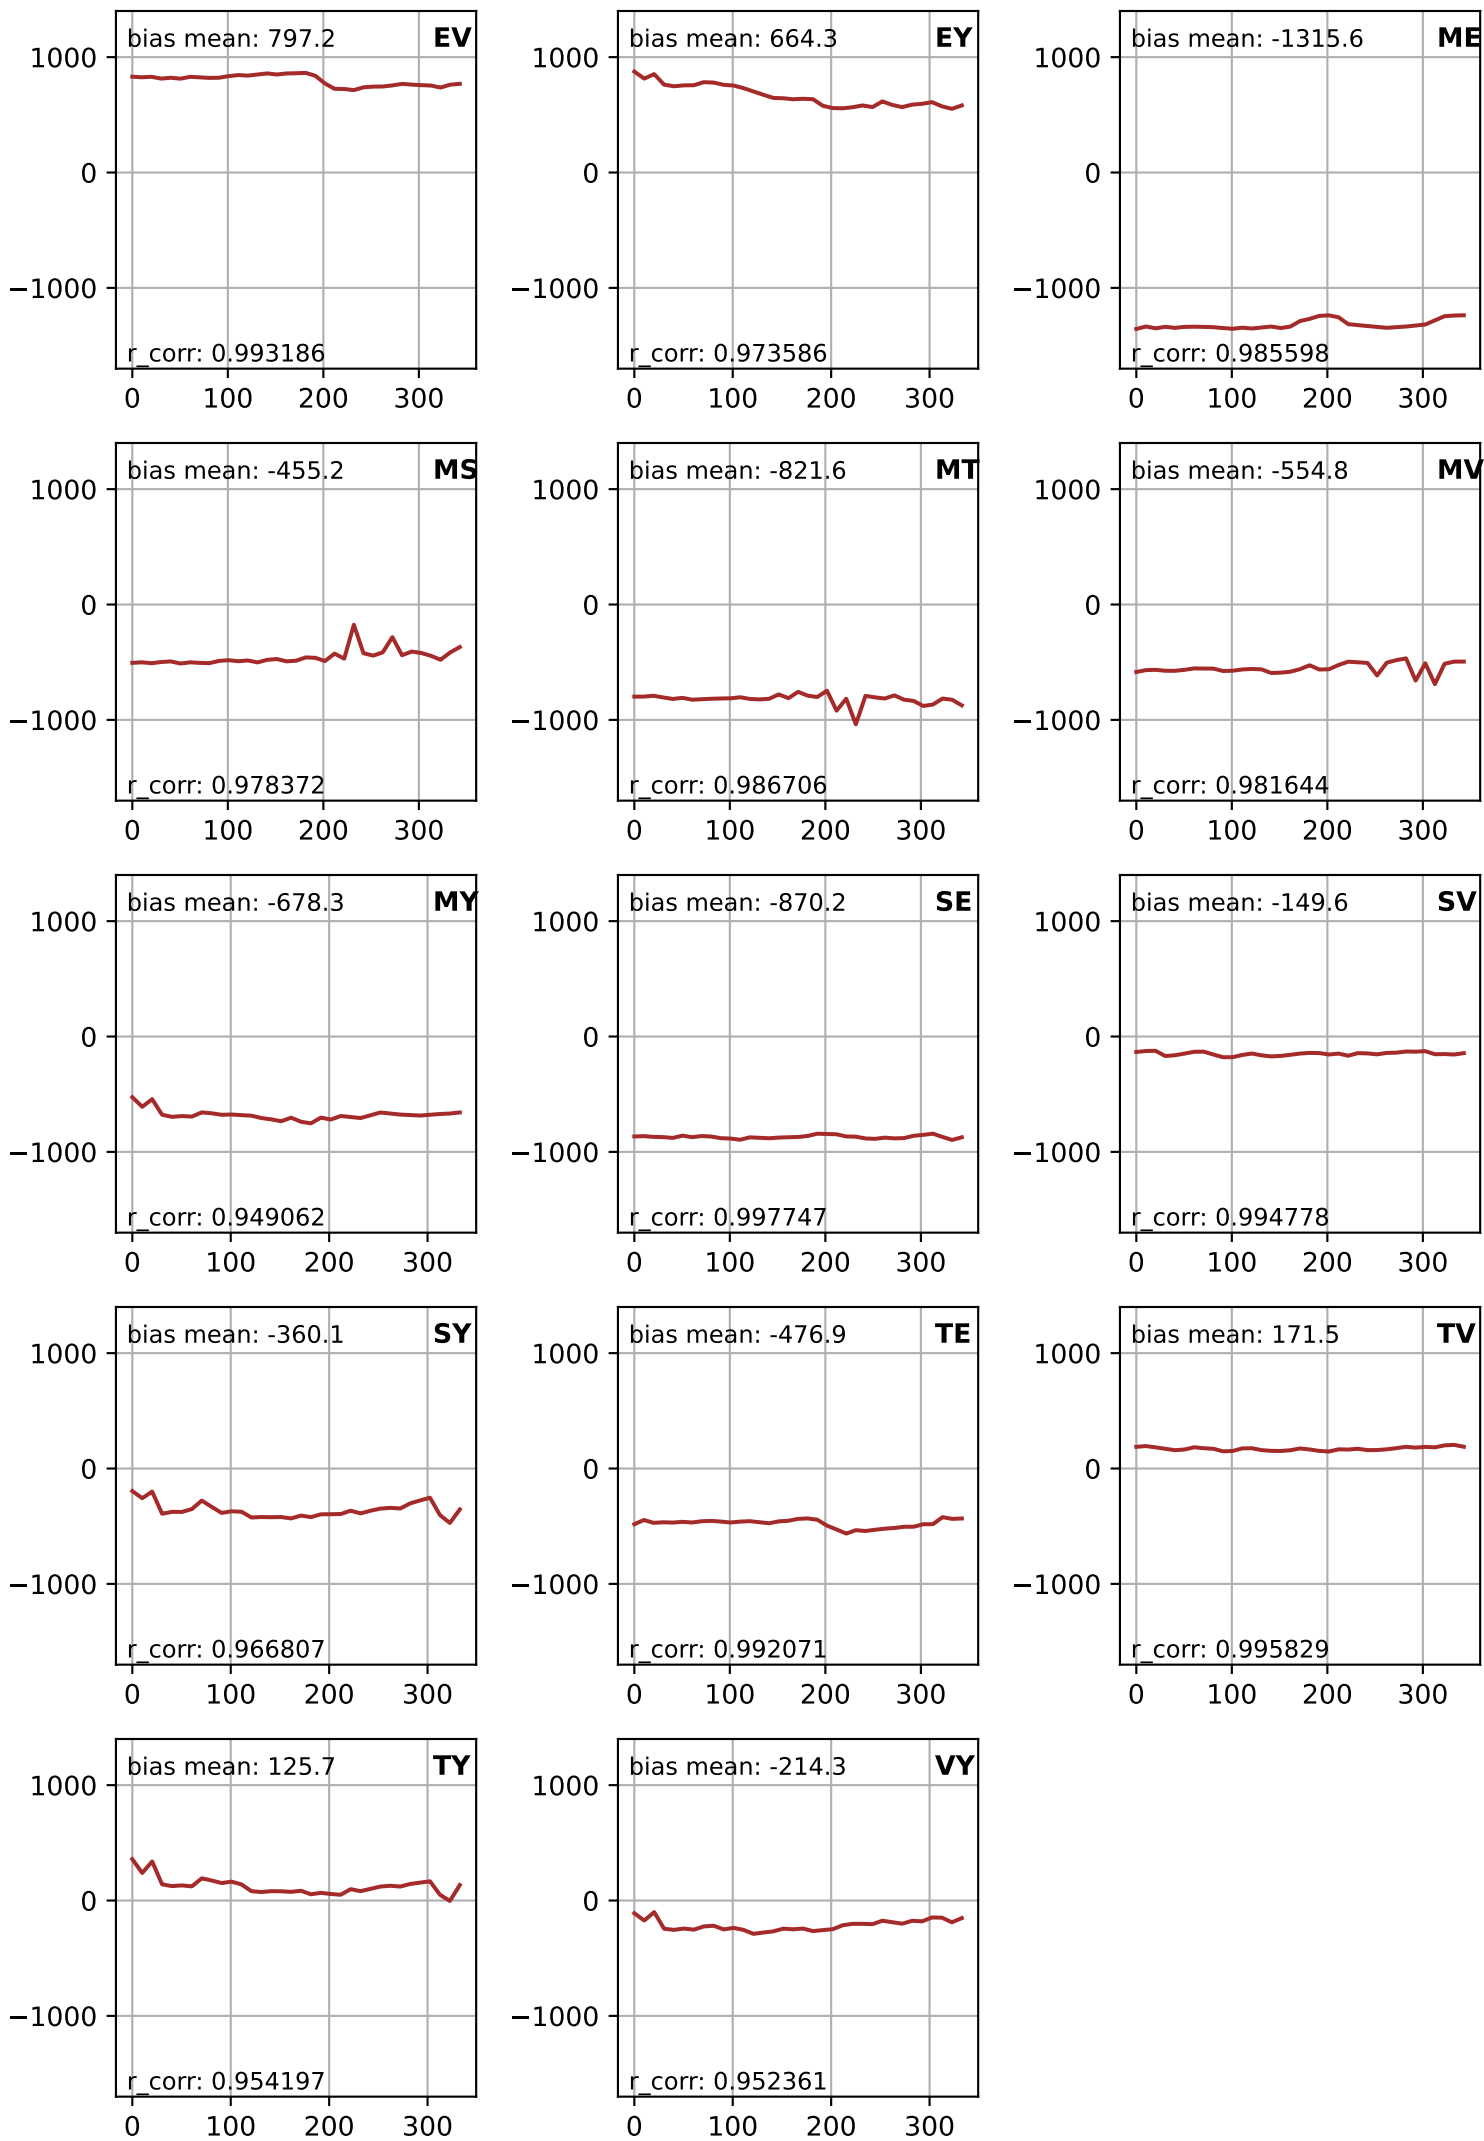 bias mean: 797.2 EV
1000
0
−1000
r_corr: 0.993186
0 100 200 300
bias mean: 664.3 EY
1000
0
−1000
r_corr: 0.973586
0 100 200 300
bias mean: -1315.6 ME
1000
0
−1000
r_corr: 0.985598
0 100 200 300
bias mean: -455.2 MS
1000
0
−1000
r_corr: 0.978372
0 100 200 300
bias mean: -821.6 MT
1000
0
−1000
r_corr: 0.986706
0 100 200 300
bias mean: -554.8 MV
1000
0
−1000
r_corr: 0.981644
0 100 200 300
bias mean: -678.3 MY
1000
0
−1000
r_corr: 0.949062
0 100 200 300
bias mean: -870.2 SE
1000
0
−1000
r_corr: 0.997747
0 100 200 300
bias mean: -149.6 SV
1000
0
−1000
r_corr: 0.994778
0 100 200 300
bias mean: -360.1 SY
1000
0
−1000
r_corr: 0.966807
0 100 200 300
bias mean: -476.9 TE
1000
0
−1000
r_corr: 0.992071
0 100 200 300
bias mean: 171.5 TV
1000
0
−1000
r_corr: 0.995829
0 100 200 300
bias mean: 125.7 TY
1000
0
−1000
r_corr: 0.954197
0 100 200 300
bias mean: -214.3 VY
1000
0
−1000
r_corr: 0.952361
0 100 200 300